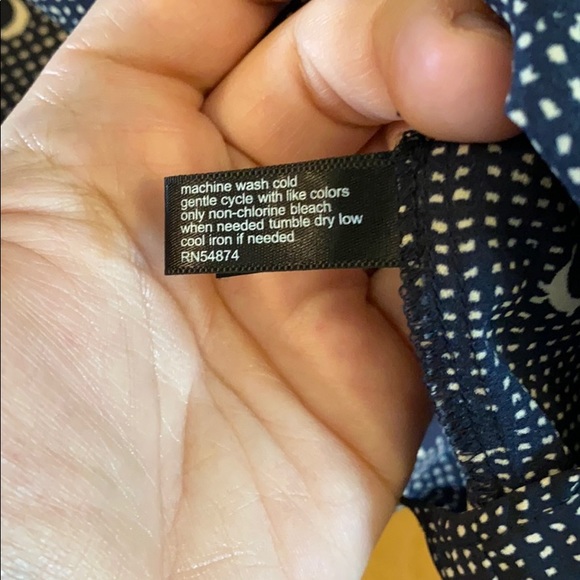 machine wash cold
gentle cycle with like colors
only non-chlorine bleach
when needed tumble dry low
cool iron if needed
RN54874